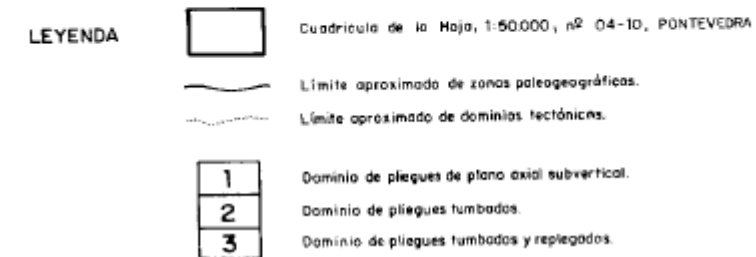 LEYENDA
Cuadrícula de la Hoja, 1:50.000, nº 04-10, PONTEVEDRA
Límite aproximado de zonas paleogeográficas.
Límite aproximado de dominios tectónicos.
1 Dominio de pliegues de plano axial subvertical.
2 Dominio de pliegues tumbados.
3 Dominio de pliegues tumbados y replegados.